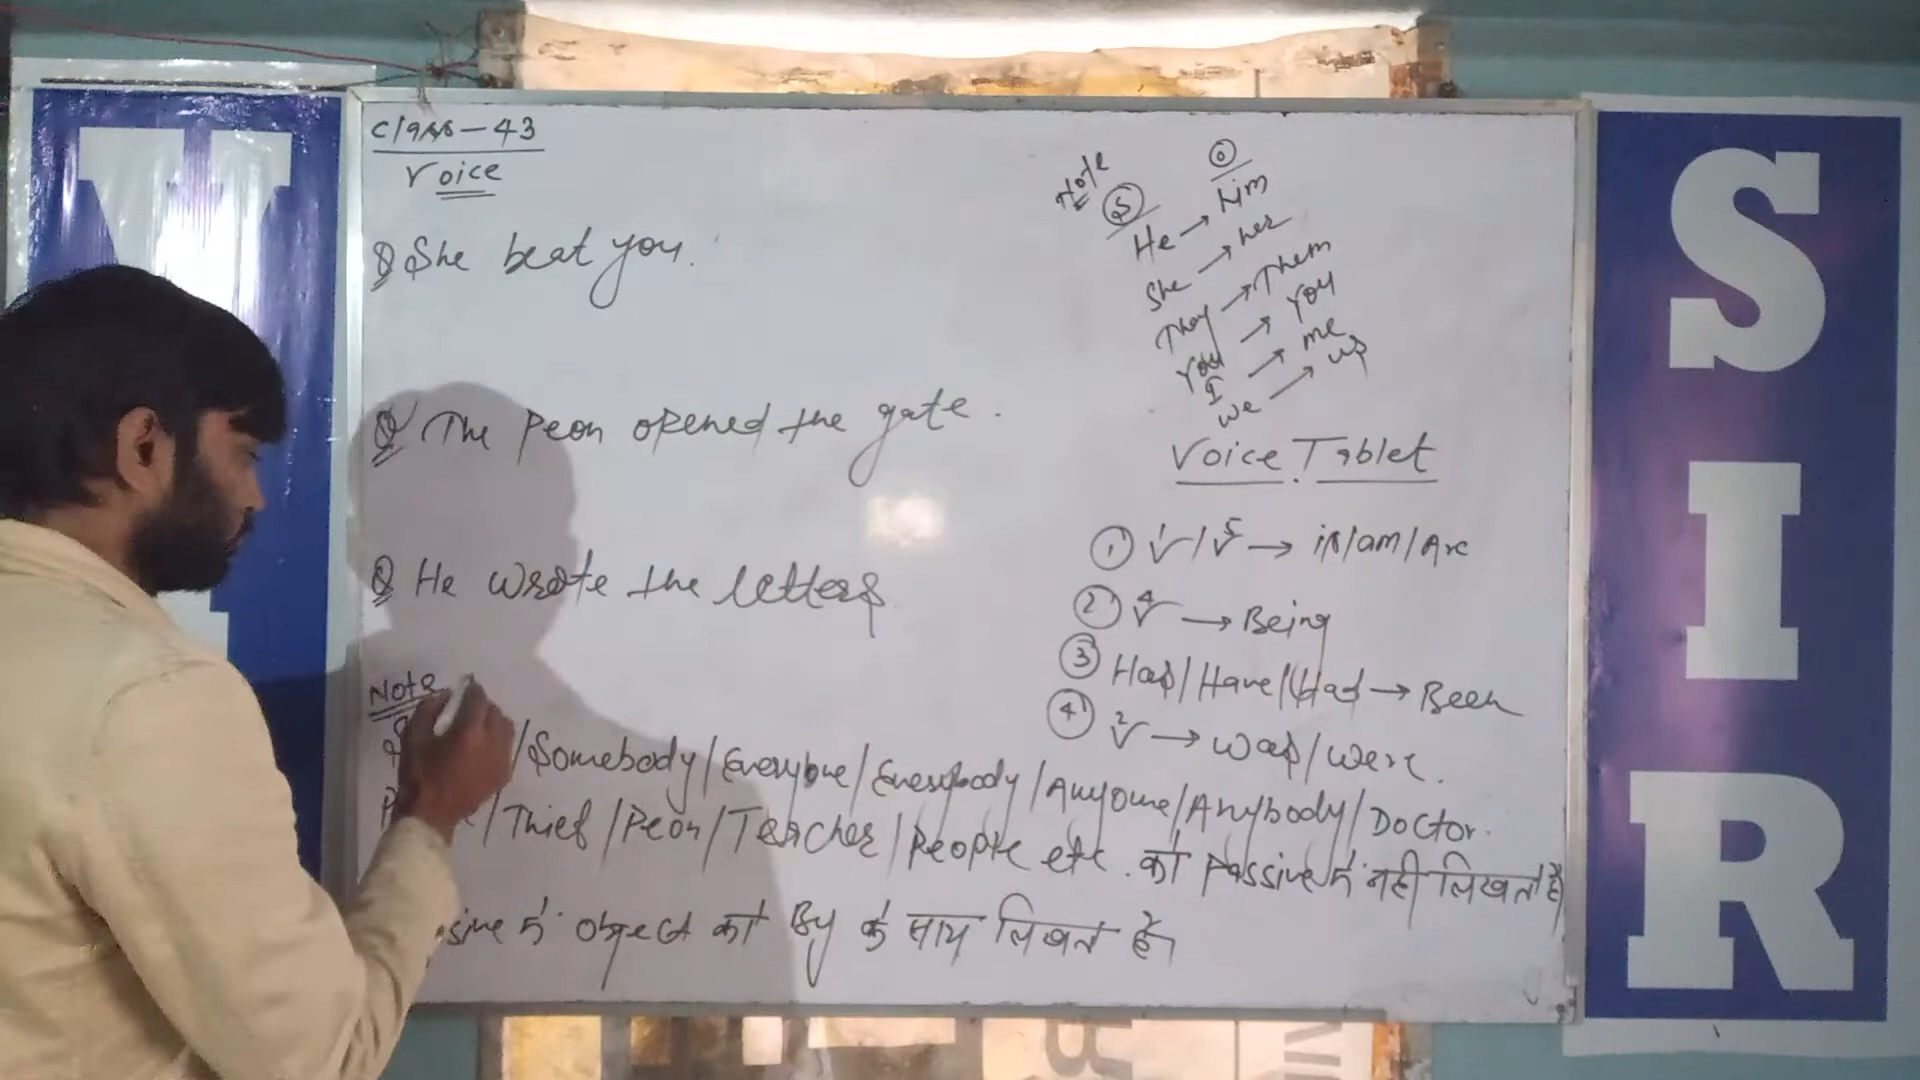 Class-43
Voice
Q She beat you.
Q The Peon opened the gate.
Q He wrote the letters
Note
S O
He → him
She → her
They → Them
You → You
I → me
we → us
Voice Tablet
① V1/V5 → is/am/Are
② V4 → Being
③ Has/Have/Had → Been
④ V2 → was/were.
Note
/Somebody/Everyone/Everybody/Anyone/Anybody/Doctor.
/Thief/Peon/Teacher/People etc. को Passive में नहीं लिखते है
में object को By के साथ लिखते है
SIR